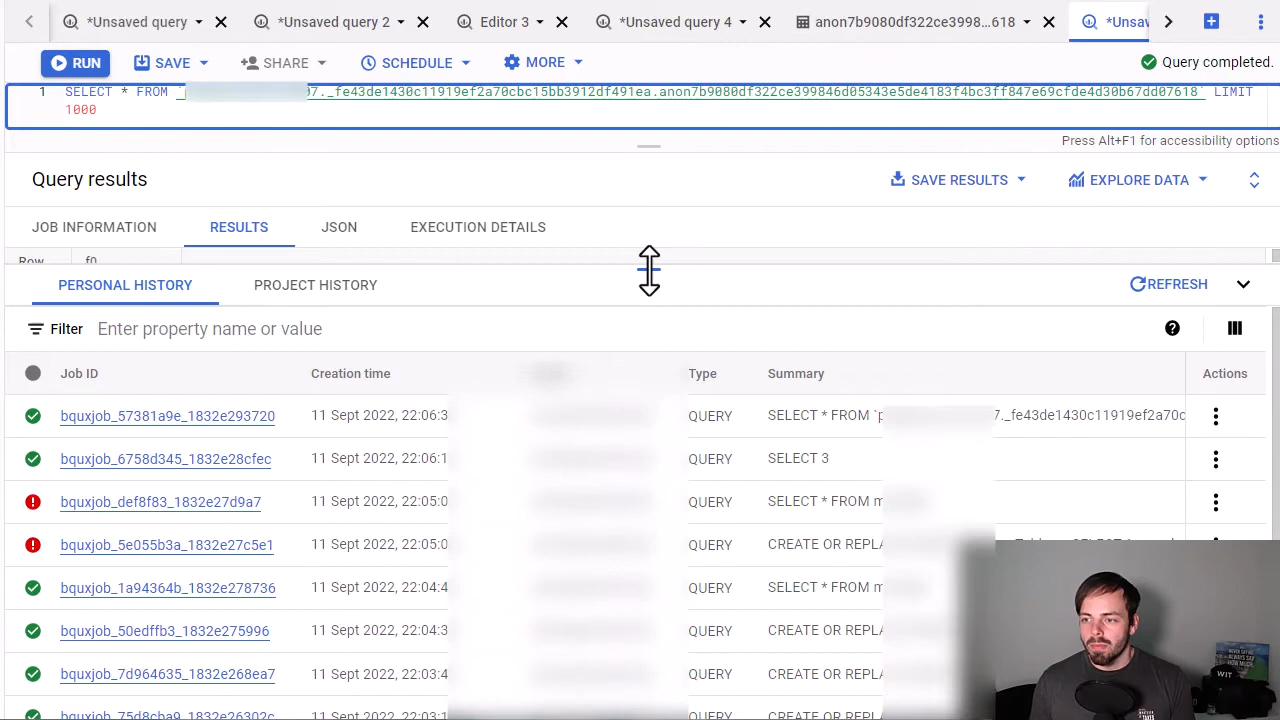 *Unsaved query
*Unsaved query 2
Editor 3
*Unsaved query 4
anon7b9080df322ce3998...618
*Unsav
RUN
SAVE
SHARE
SCHEDULE
MORE
Query completed.
1 SELECT * FROM 7._fe43de1430c11919ef2a70cbc15bb3912df491ea.anon7b9080df322ce399846d05343e5de4183f4bc3ff847e69cfde4d30b67dd07618` LIMIT
1000
Press Alt+F1 for accessibility options
Query results
SAVE RESULTS
EXPLORE DATA
JOB INFORMATION
RESULTS
JSON
EXECUTION DETAILS
Row f0_
PERSONAL HISTORY
PROJECT HISTORY
REFRESH
Filter Enter property name or value
Job ID Creation time Type Summary Actions
bquxjob_57381a9e_1832e293720 11 Sept 2022, 22:06:3 QUERY SELECT * FROM `p 7._fe43de1430c11919ef2a70c
bquxjob_6758d345_1832e28cfec 11 Sept 2022, 22:06:1 QUERY SELECT 3
bquxjob_def8f83_1832e27d9a7 11 Sept 2022, 22:05:0 QUERY SELECT * FROM m
bquxjob_5e055b3a_1832e27c5e1 11 Sept 2022, 22:05:0 QUERY CREATE OR REPLA
bquxjob_1a94364b_1832e278736 11 Sept 2022, 22:04:4 QUERY SELECT * FROM m
bquxjob_50edffb3_1832e275996 11 Sept 2022, 22:04:3 QUERY CREATE OR REPLA
bquxjob_7d964635_1832e268ea7 11 Sept 2022, 22:03:4 QUERY CREATE OR REPLA
bquxjob_75d8cba9_1832e26302c 11 Sept 2022, 22:03:1 QUERY CREATE OR REPLA